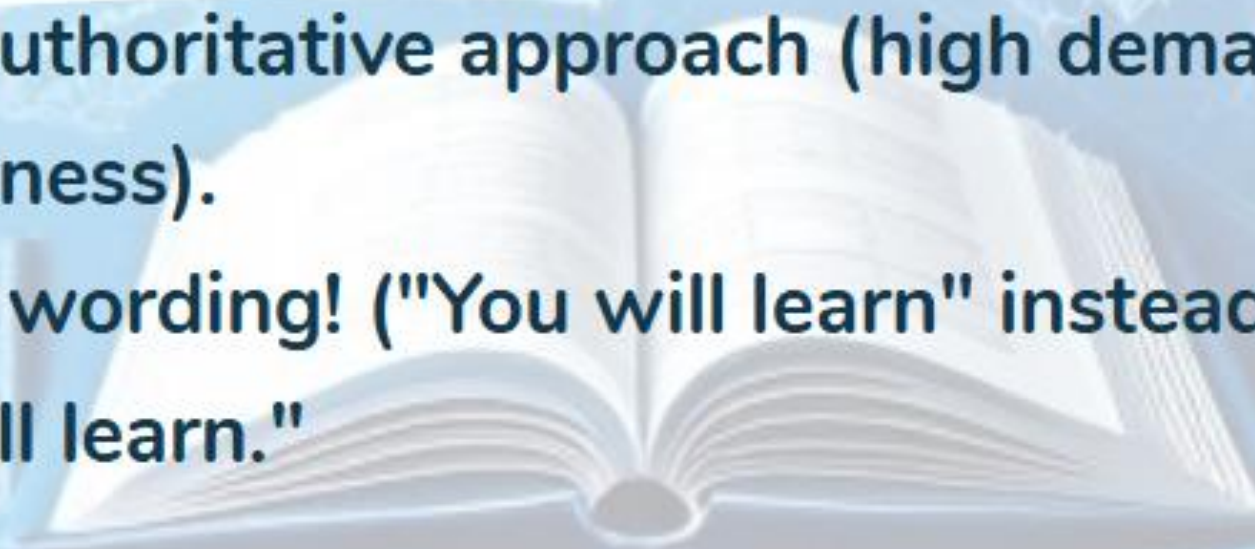 uthoritative approach (high dema
ness).
wording! ("You will learn" instead
ll learn."